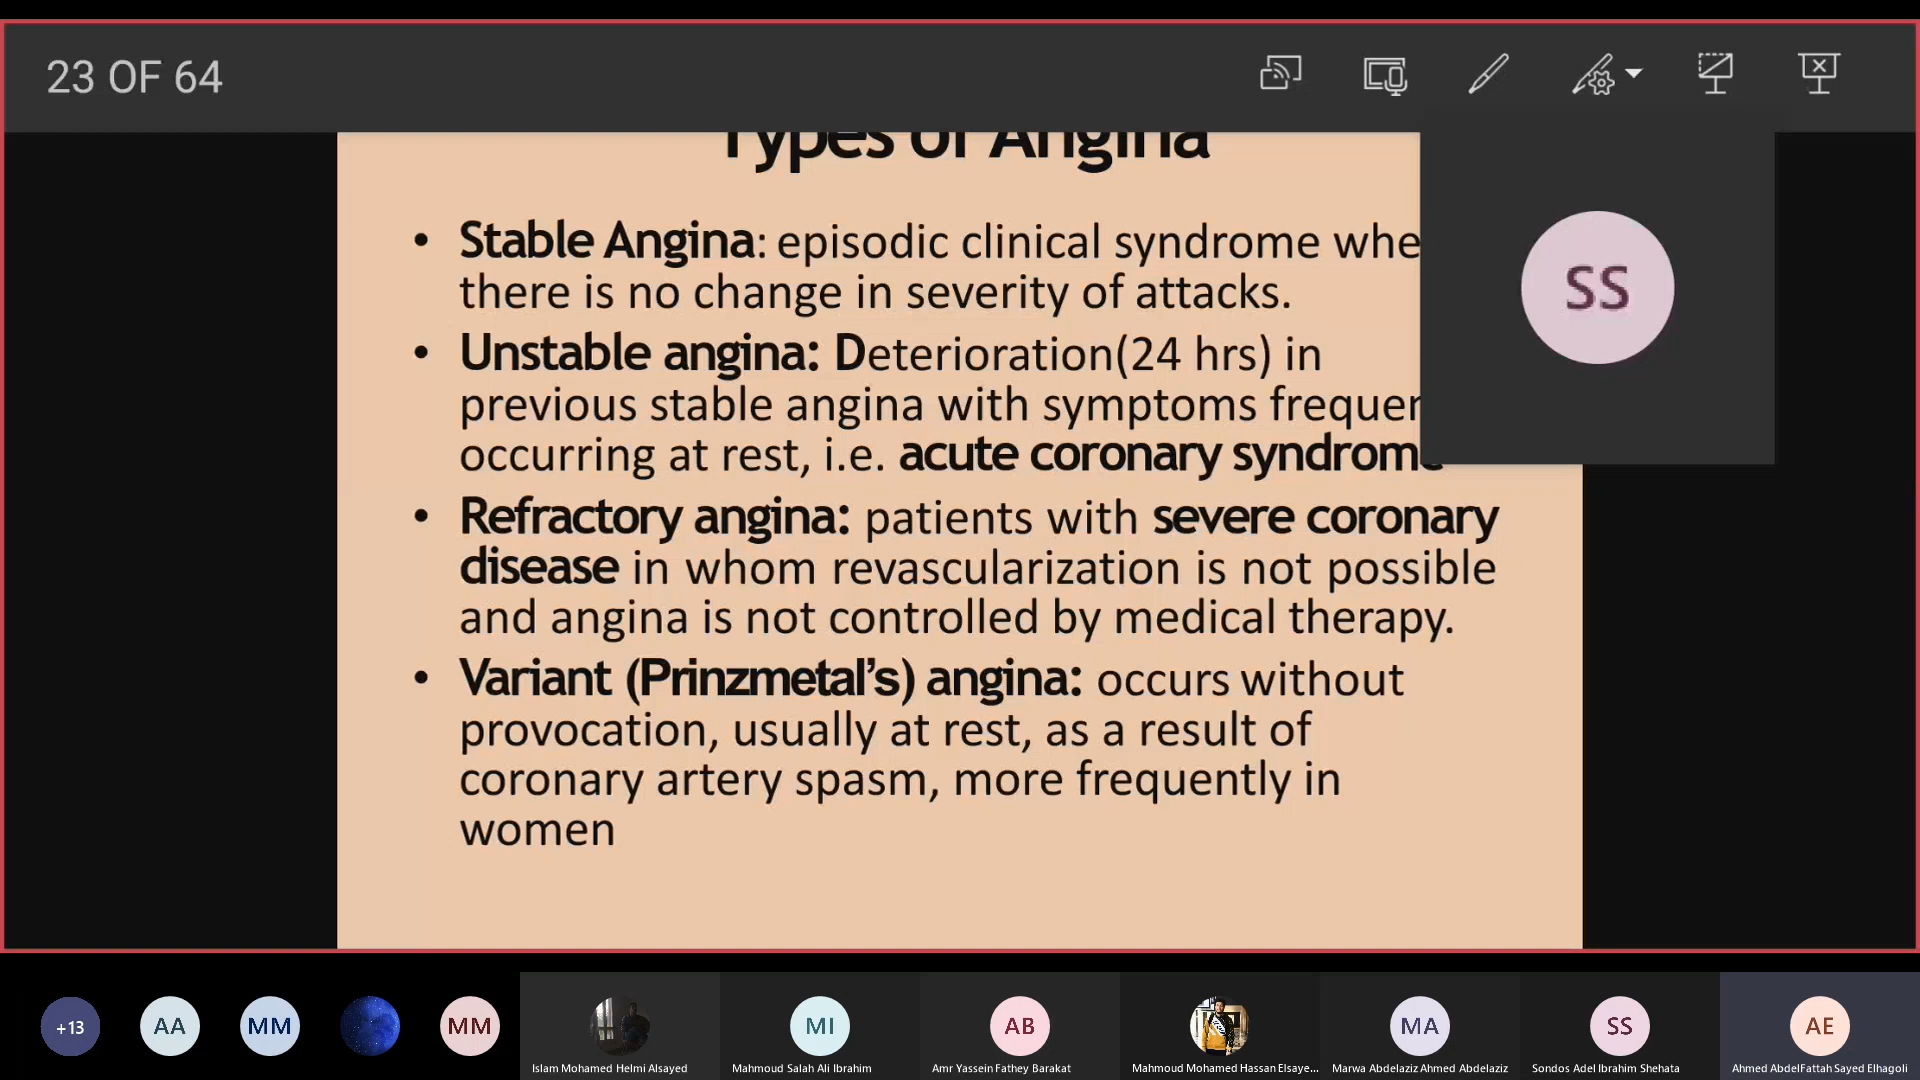 23 OF 64
Types of Angina
• Stable Angina: episodic clinical syndrome whe
there is no change in severity of attacks.
• Unstable angina: Deterioration(24 hrs) in
previous stable angina with symptoms frequen
occurring at rest, i.e. acute coronary syndrome
• Refractory angina: patients with severe coronary
disease in whom revascularization is not possible
and angina is not controlled by medical therapy.
• Variant (Prinzmetal's) angina: occurs without
provocation, usually at rest, as a result of
coronary artery spasm, more frequently in
women
SS
+13
AA
MM
MM
MI
AB
MA
SS
AE
Islam Mohamed Helmi Alsayed
Mahmoud Salah Ali Ibrahim
Amr Yassein Fathey Barakat
Mahmoud Mohamed Hassan Elsaye...
Marwa Abdelaziz Ahmed Abdelaziz
Sondos Adel Ibrahim Shehata
Ahmed AbdelFattah Sayed Elhagoli